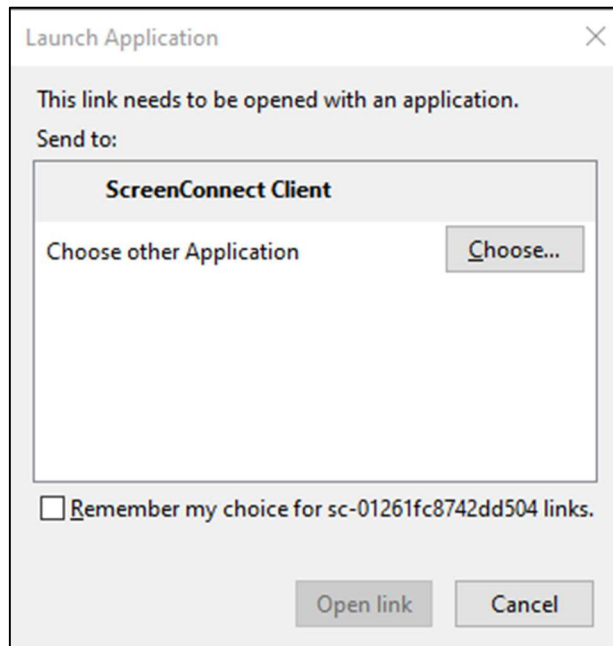 Launch Application
This link needs to be opened with an application.
Send to:
ScreenConnect Client
Choose other Application
Choose...
Remember my choice for sc-01261fc8742dd504 links.
Open link
Cancel